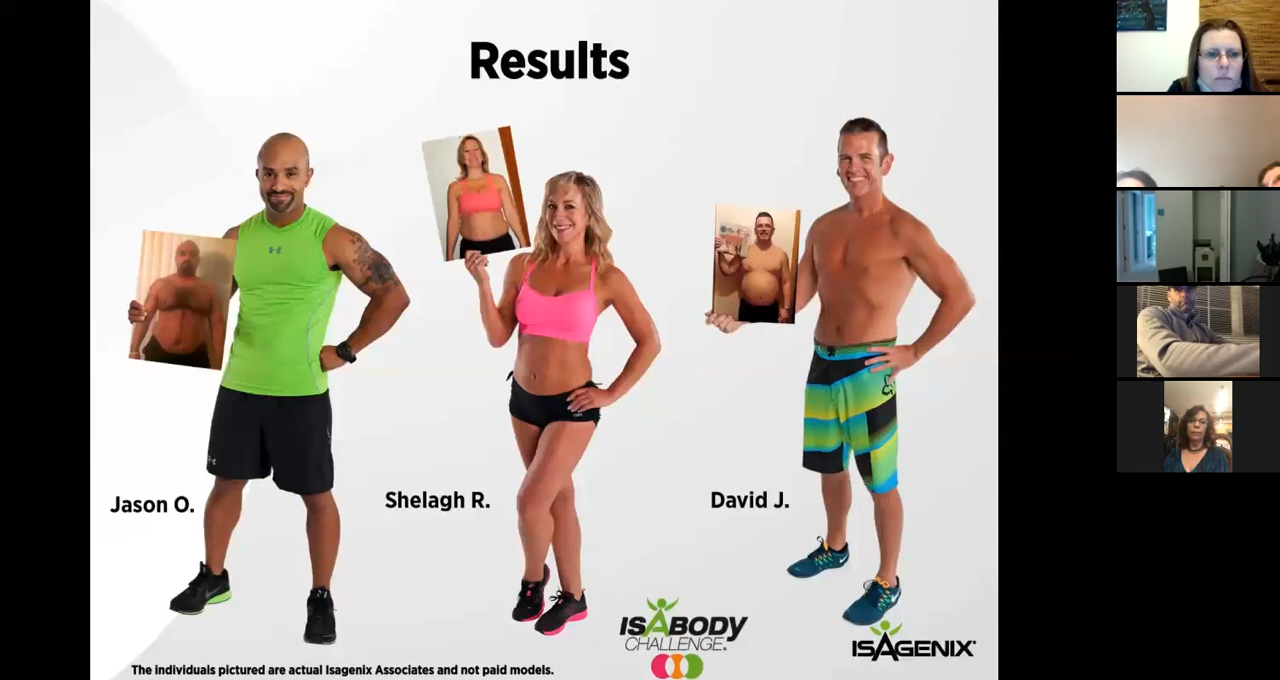 Results
Jason O.
Shelagh R.
David J.
ISABODY
CHALLENGE®
ISAGENIX®
The individuals pictured are actual Isagenix Associates and not paid models.